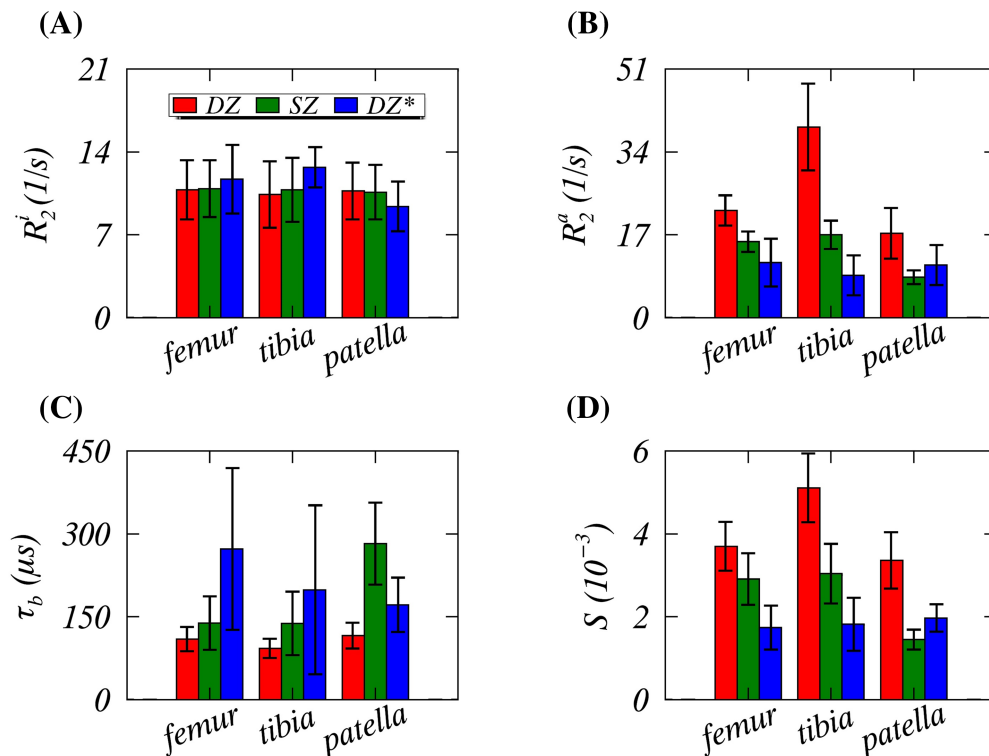 (A)
21
14
7
0
R₂ⁱ (1/s)
DZ SZ DZ*
femur tibia patella
(B)
51
34
17
0
R₂ᵃ (1/s)
femur tibia patella
(C)
450
300
150
0
τ_b (μs)
femur tibia patella
(D)
6
4
2
0
S (10⁻³)
femur tibia patella